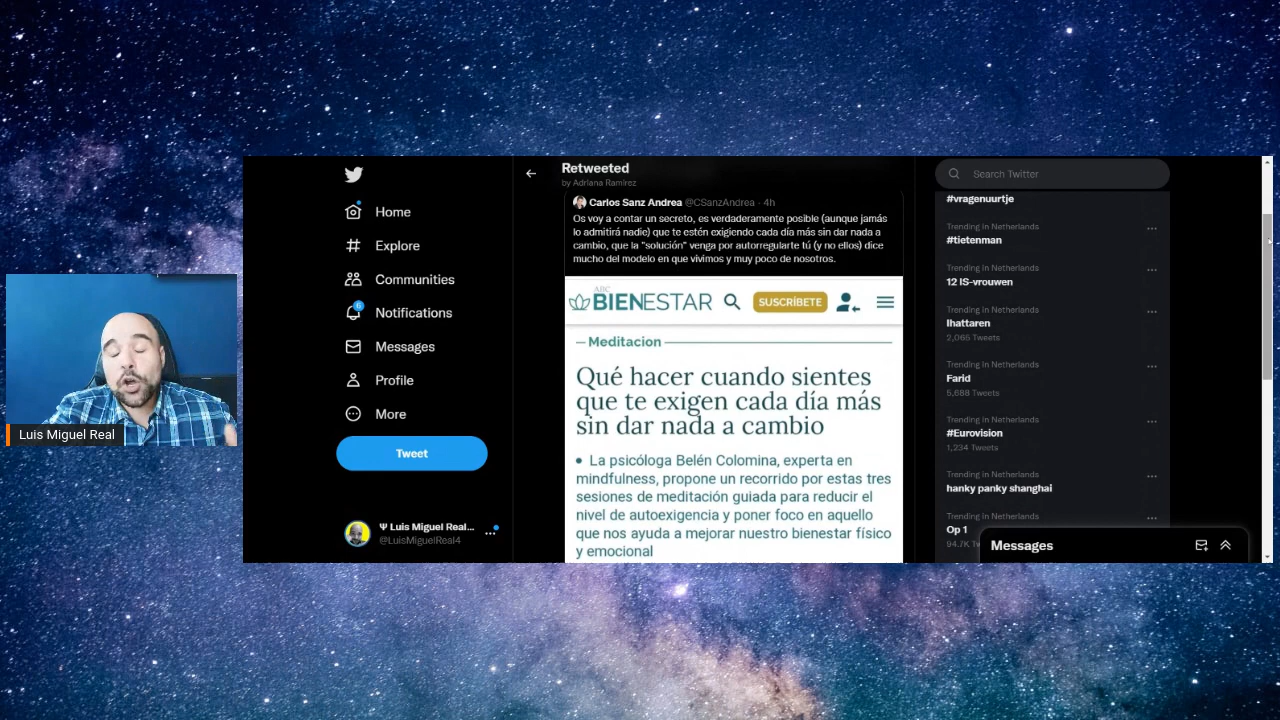 Luis Miguel Real
Home
Explore
Communities
6
Notifications
Messages
Profile
More
Tweet
Ψ Luis Miguel Real...
@LuisMiguelReal4
Retweeted
by Adriana Ramírez
Carlos Sanz Andrea @CSanzAndrea · 4h
Os voy a contar un secreto, es verdaderamente posible (aunque jamás
lo admitirá nadie) que te estén exigiendo cada día más sin dar nada a
cambio, que la "solución" venga por autorregularte tú (y no ellos) dice
mucho del modelo en que vivimos y muy poco de nosotros.
ABC
BIENESTAR
SUSCRÍBETE
Meditacion
Qué hacer cuando sientes
que te exigen cada día más
sin dar nada a cambio
• La psicóloga Belén Colomina, experta en
mindfulness, propone un recorrido por estas tres
sesiones de meditación guiada para reducir el
nivel de autoexigencia y poner foco en aquello
que nos ayuda a mejorar nuestro bienestar físico
y emocional
Search Twitter
#vragenuurtje
Trending in Netherlands
#tietenman
Trending in Netherlands
12 IS-vrouwen
Trending in Netherlands
Ihattaren
2,065 Tweets
Trending in Netherlands
Farid
5,688 Tweets
Trending in Netherlands
#Eurovision
1,234 Tweets
Trending in Netherlands
hanky panky shanghai
Trending in Netherlands
Op 1
94.7K Tw
Messages